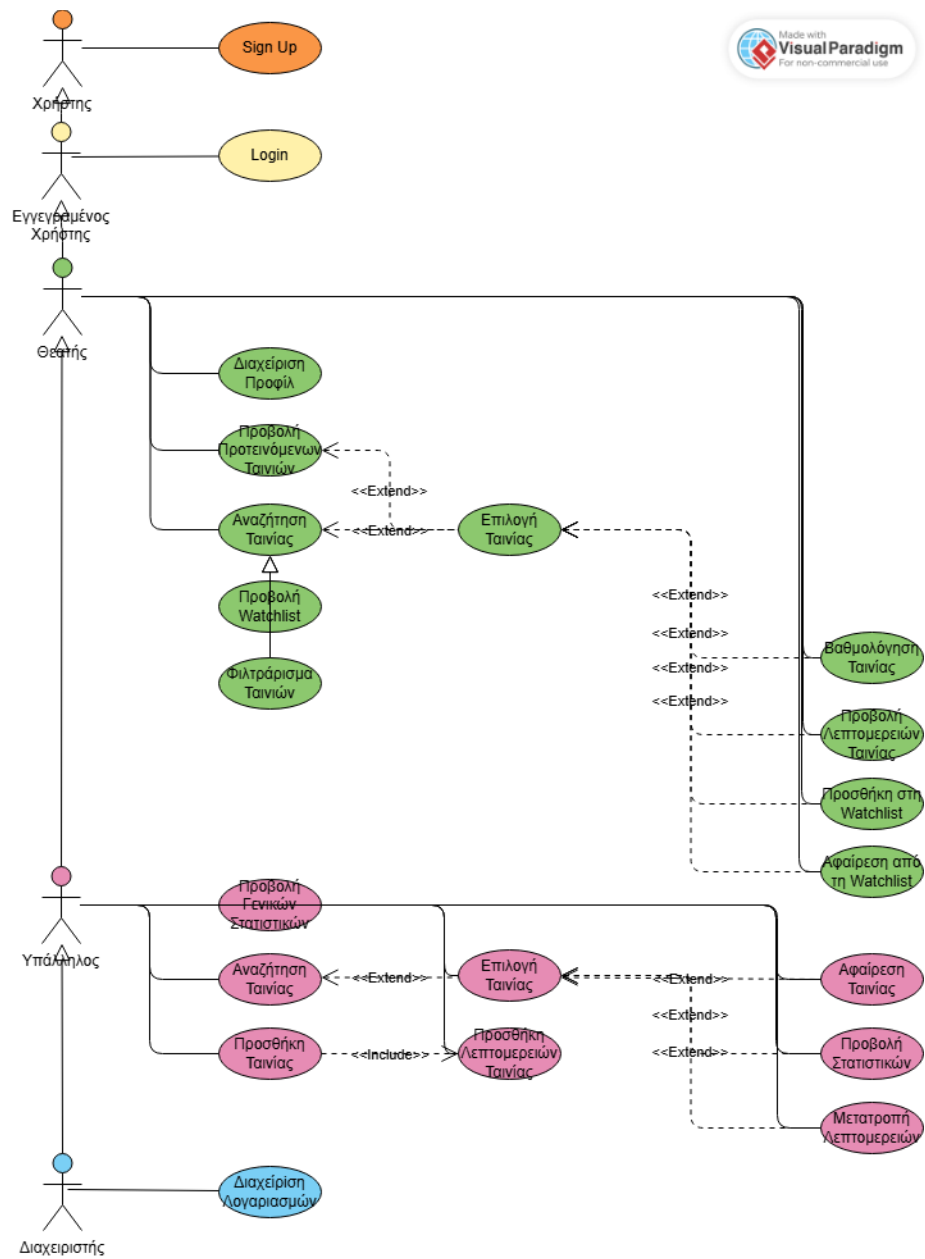 Sign Up
Made with
Visual Paradigm
For non-commercial use
Χρήστης
Login
Εγγεγραμένος
Χρήστης
Θεατής
Διαχείριση
Προφίλ
Προβολή
Προτεινόμενων
Ταινιών
<<Extend>>
Αναζήτηση
Ταινίας
<<Extend>>
Επιλογή
Ταινίας
Προβολή
Watchlist
<<Extend>>
<<Extend>>
<<Extend>>
<<Extend>>
Φιλτράρισμα
Ταινιών
Βαθμολόγηση
Ταινίας
Προβολή
Λεπτομερειών
Ταινίας
Προσθήκη στη
Watchlist
Αφαίρεση από
τη Watchlist
Προβολή
Γενικών
Στατιστικών
Υπάλληλος
Αναζήτηση
Ταινίας
<<Extend>>
Επιλογή
Ταινίας
<<Extend>>
Αφαίρεση
Ταινίας
<<Extend>>
Προσθήκη
Ταινίας
<<Include>>
Προσθήκη
Λεπτομερειών
Ταινίας
<<Extend>>
Προβολή
Στατιστικών
Μετατροπή
Λεπτομερειών
Διαχείριση
Λογαριασμών
Διαχειριστής